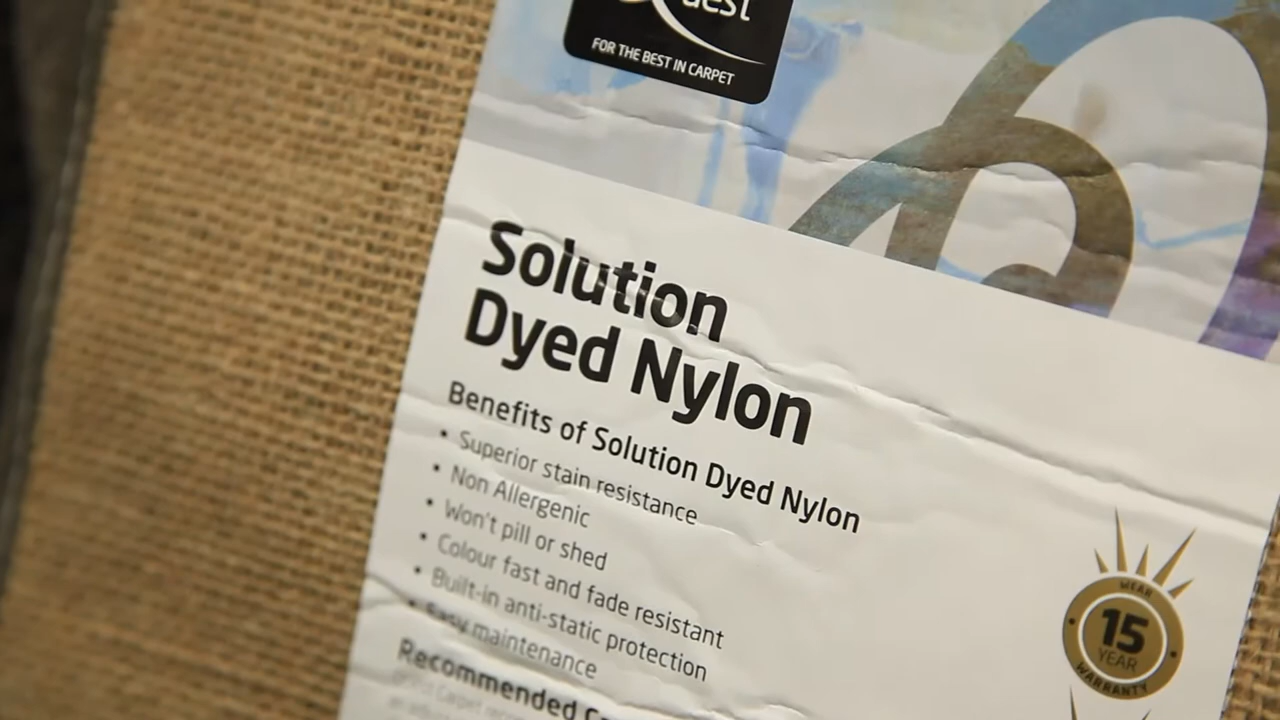 FOR THE BEST IN CARPET
Solution
Dyed Nylon
Benefits of Solution Dyed Nylon
• Superior stain resistance
• Non Allergenic
• Won't pill or shed
• Colour fast and fade resistant
• Built-in anti-static protection
• Easy maintenance
Recommended
WEAR
15
YEAR
WARRANTY